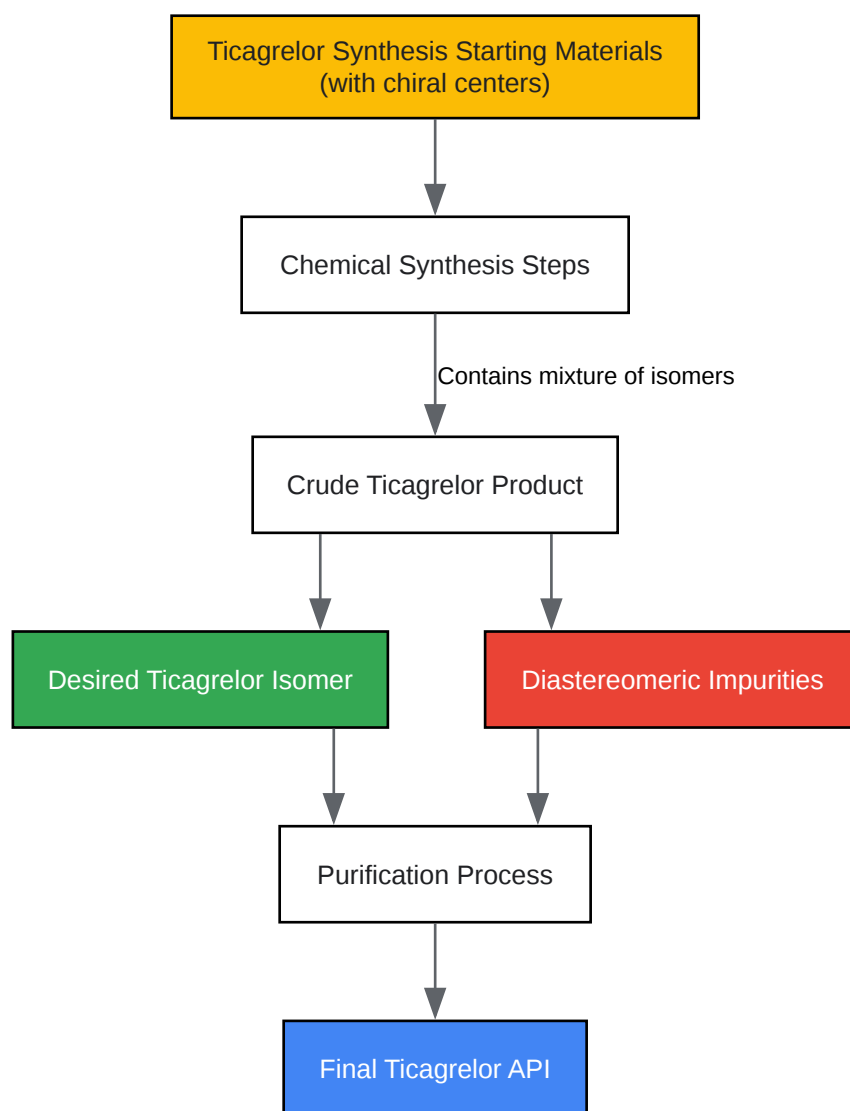 Ticagrelor Synthesis Starting Materials
(with chiral centers)
Chemical Synthesis Steps
Contains mixture of isomers
Crude Ticagrelor Product
Desired Ticagrelor Isomer
Diastereomeric Impurities
Purification Process
Final Ticagrelor API